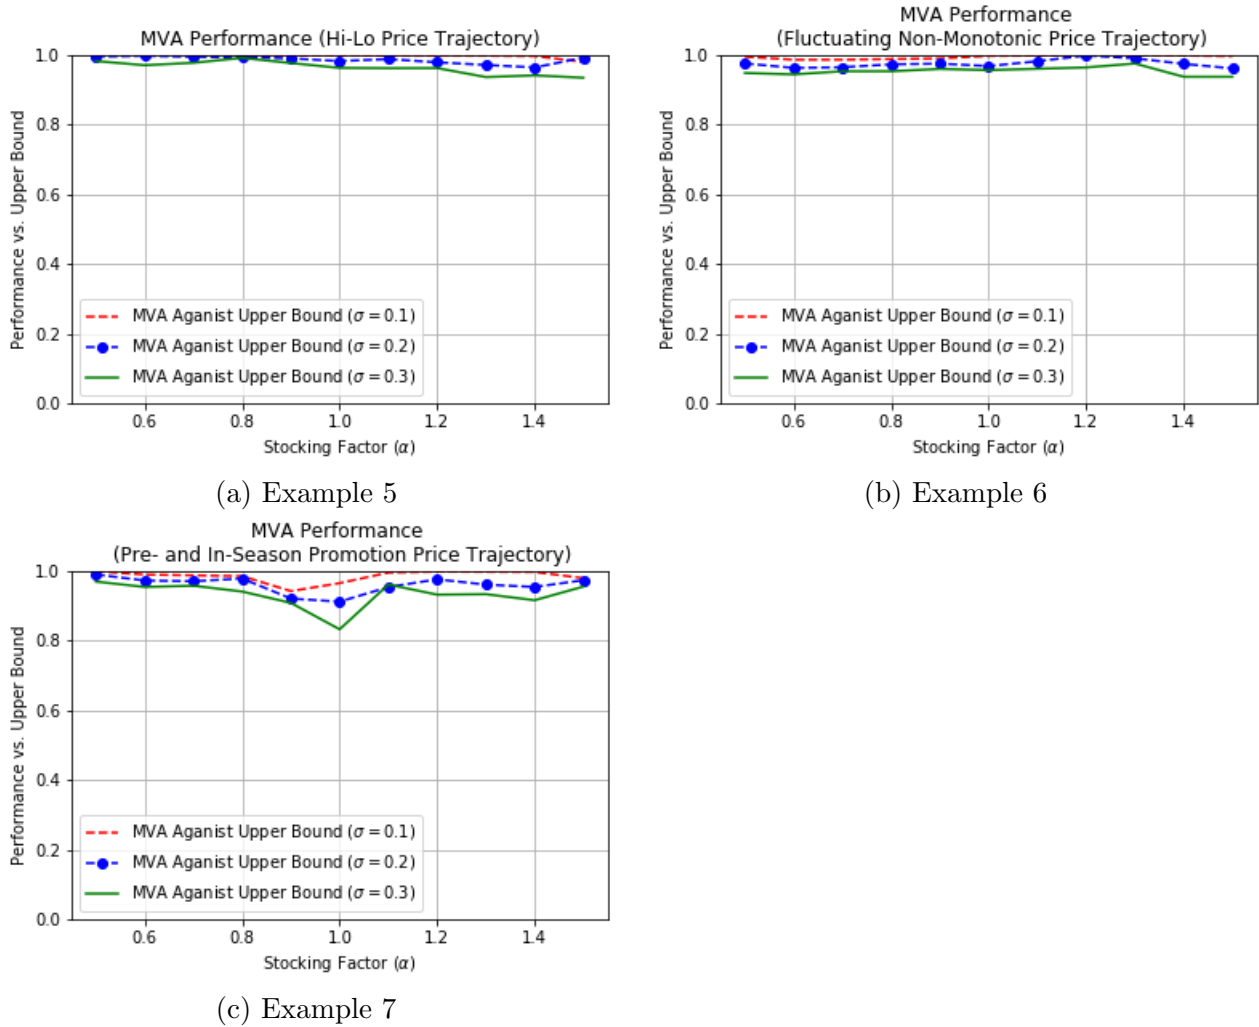 MVA Performance (Hi-Lo Price Trajectory)
Performance vs. Upper Bound
1.0
0.8
0.6
0.4
0.2
0.0
MVA Aganist Upper Bound (σ = 0.1)
MVA Aganist Upper Bound (σ = 0.2)
MVA Aganist Upper Bound (σ = 0.3)
0.6 0.8 1.0 1.2 1.4
Stocking Factor (α)
(a) Example 5
MVA Performance
(Fluctuating Non-Monotonic Price Trajectory)
Performance vs. Upper Bound
1.0
0.8
0.6
0.4
0.2
0.0
MVA Aganist Upper Bound (σ = 0.1)
MVA Aganist Upper Bound (σ = 0.2)
MVA Aganist Upper Bound (σ = 0.3)
0.6 0.8 1.0 1.2 1.4
Stocking Factor (α)
(b) Example 6
MVA Performance
(Pre- and In-Season Promotion Price Trajectory)
Performance vs. Upper Bound
1.0
0.8
0.6
0.4
0.2
0.0
MVA Aganist Upper Bound (σ = 0.1)
MVA Aganist Upper Bound (σ = 0.2)
MVA Aganist Upper Bound (σ = 0.3)
0.6 0.8 1.0 1.2 1.4
Stocking Factor (α)
(c) Example 7